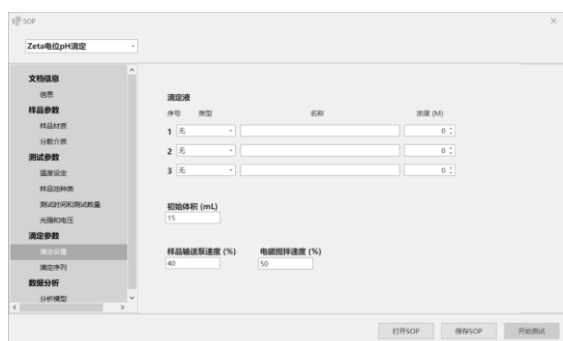 SOP
Zeta电位pH滴定
文档信息
信息
样品参数
样品材质
分散介质
测试参数
温度设定
样品池种类
测试时间和测试数量
光强和电压
滴定参数
滴定设置
滴定序列
数据分析
分析模型
滴定液
序号 类型 名称 浓度 (M)
1 无 0
2 无 0
3 无 0
初始体积 (mL)
15
样品输送泵速度 (%) 电磁搅拌速度 (%)
40 50
打开SOP 保存SOP 开始测试